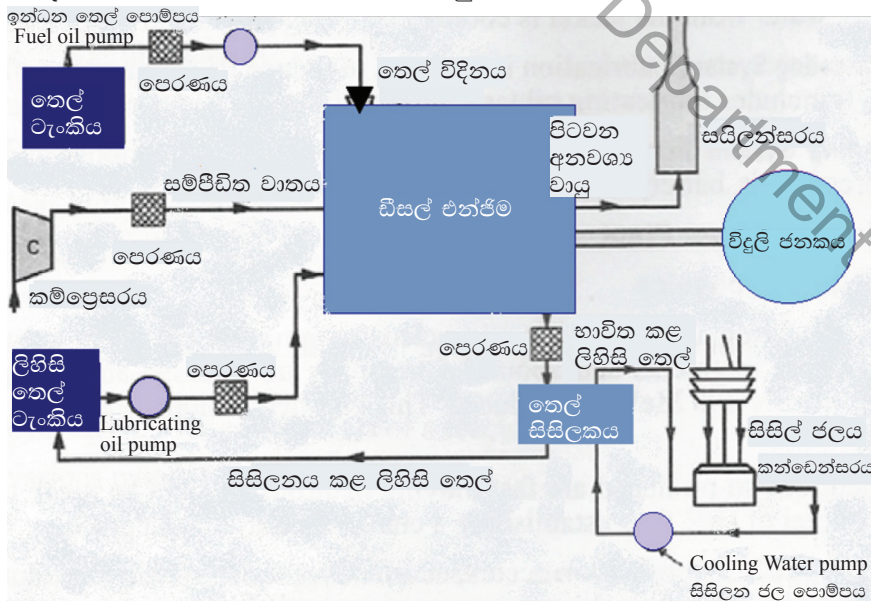 ඉන්ධන තෙල් පොම්පය
Fuel oil pump
පෙරණය
තෙල් විදිනය
තෙල්
ටැංකිය
පිටවන
අනවශ්‍ය
වායු
සයිලන්සරය
සම්පීඩිත වාතය
ඩීසල් එන්ජිම
C
පෙරණය
කම්ප්‍රෙසරය
විදුලි ජනකය
පෙරණය
භාවිත කළ
ලිහිසි තෙල්
ලිහිසි
තෙල්
ටැංකිය
පෙරණය
Lubricating
oil pump
තෙල්
සිසිලකය
සිසිල් ජලය
කන්ඩෙන්සරය
සිසිලනය කළ ලිහිසි තෙල්
Cooling Water pump
සිසිලන ජල පොම්පය
Department